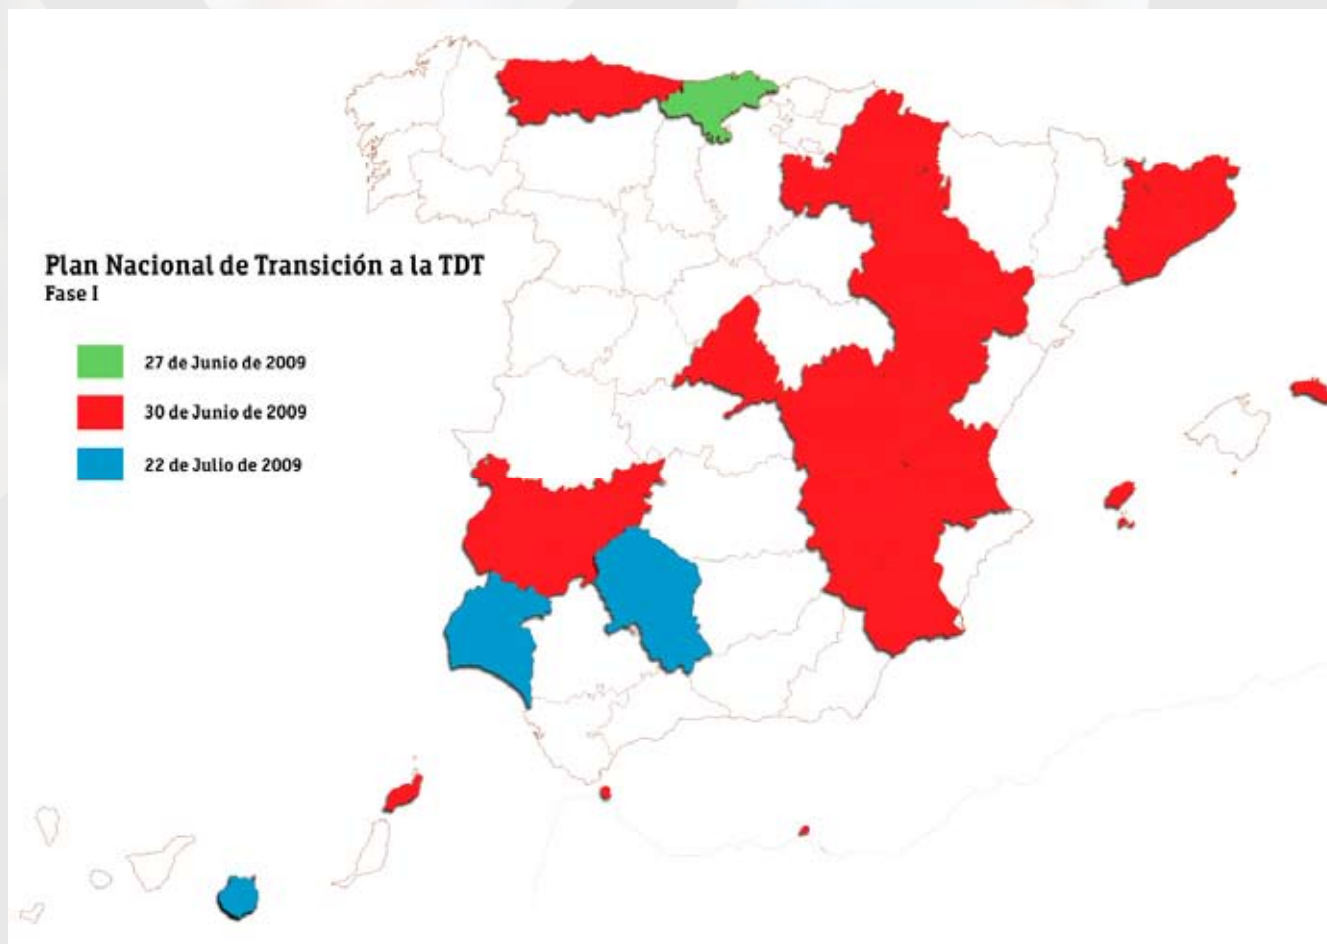 Plan Nacional de Transición a la TDT
Fase I
27 de Junio de 2009
30 de Junio de 2009
22 de Julio de 2009